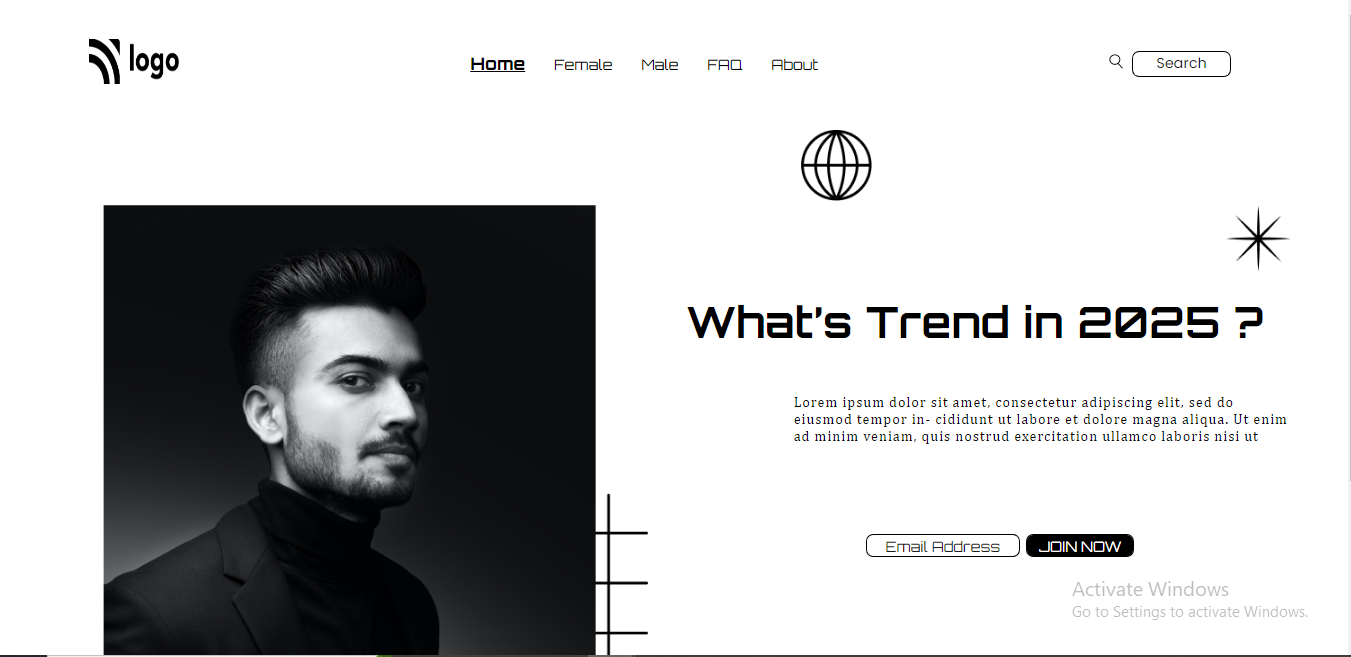 logo
Home Female Male FAQ About
Search
What's Trend in 2025 ?
Lorem ipsum dolor sit amet, consectetur adipiscing elit, sed do
eiusmod tempor in- cididunt ut labore et dolore magna aliqua. Ut enim
ad minim veniam, quis nostrud exercitation ullamco laboris nisi ut
Email Address JOIN NOW
Activate Windows
Go to Settings to activate Windows.